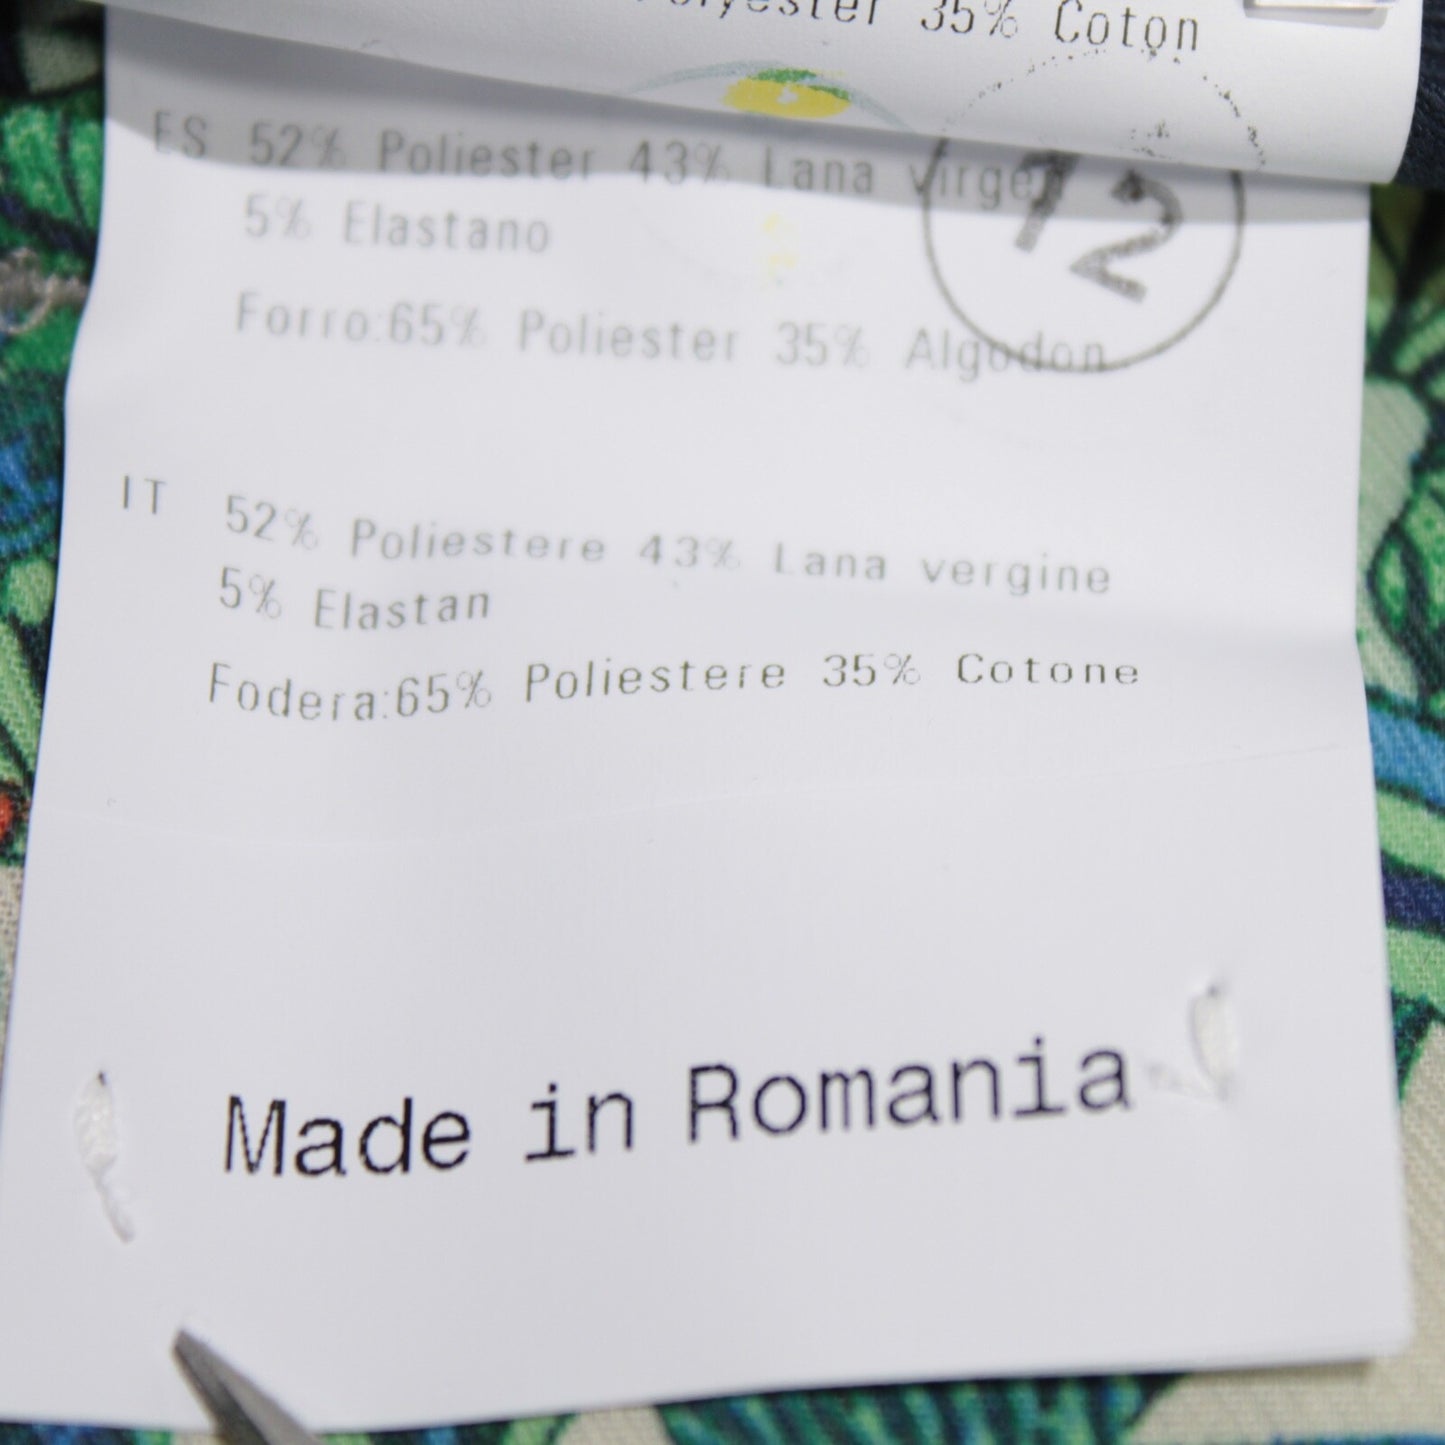 35% Coton
ES 52% Poliester 43% Lana virgen
5% Elastano
Forro:65% Poliester 35% Algodon
12
IT 52% Poliestere 43% Lana vergine
5% Elastan
Fodera:65% Poliestere 35% Cotone
Made in Romania